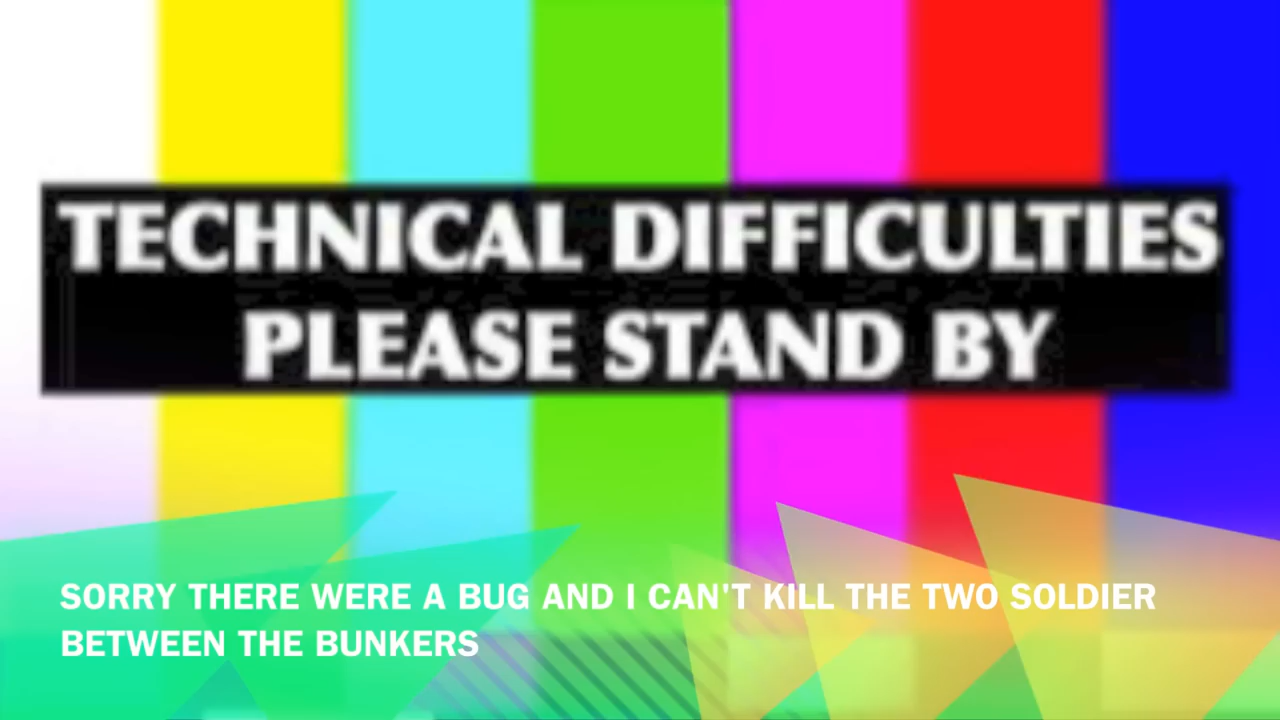 TECHNICAL DIFFICULTIES
PLEASE STAND BY
SORRY THERE WERE A BUG AND I CAN'T KILL THE TWO SOLDIER
BETWEEN THE BUNKERS